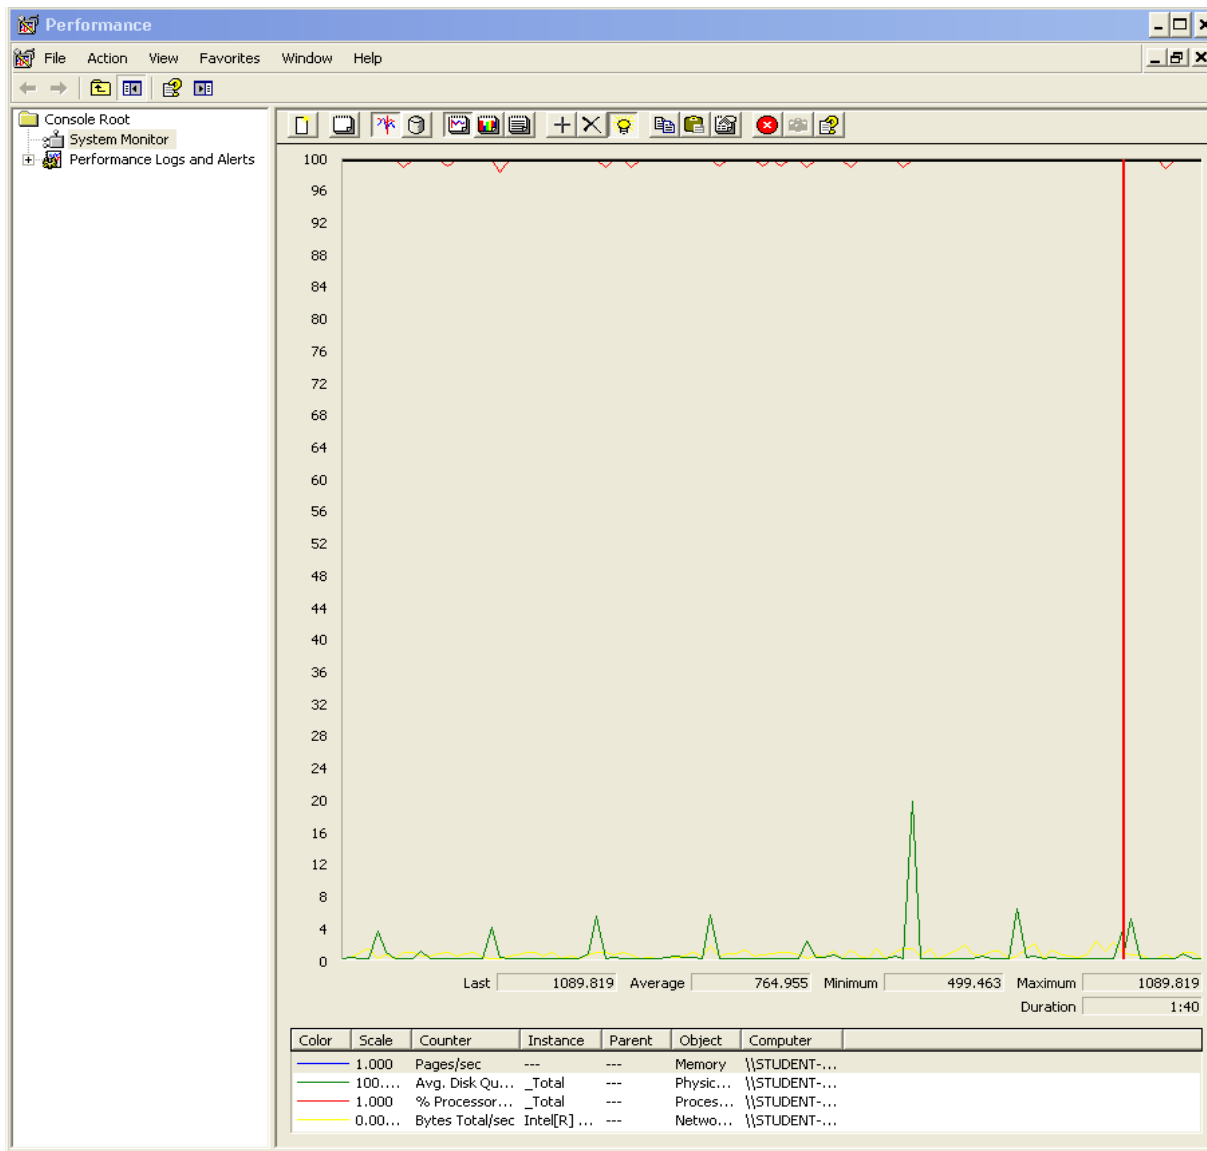 Performance
File Action View Favorites Window Help
Console Root
System Monitor
Performance Logs and Alerts
100
96
92
88
84
80
76
72
68
64
60
56
52
48
44
40
36
32
28
24
20
16
12
8
4
0
Last 1089.819 Average 764.955 Minimum 499.463 Maximum 1089.819
Duration 1:40
Color Scale Counter Instance Parent Object Computer
1.000 Pages/sec --- --- Memory \\STUDENT-...
100.... Avg. Disk Qu... _Total --- Physic... \\STUDENT-...
1.000 % Processor... _Total --- Proces... \\STUDENT-...
0.00... Bytes Total/sec Intel[R] ... --- Netwo... \\STUDENT-...